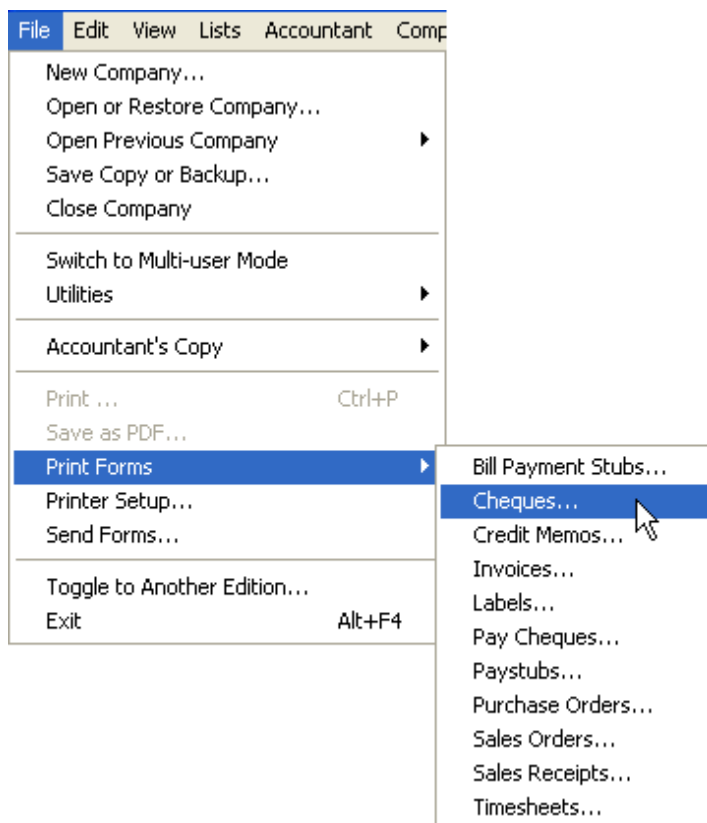 File Edit View Lists Accountant Comp
New Company...
Open or Restore Company...
Open Previous Company
Save Copy or Backup...
Close Company
Switch to Multi-user Mode
Utilities
Accountant's Copy
Print ... Ctrl+P
Save as PDF...
Print Forms
Printer Setup...
Send Forms...
Toggle to Another Edition...
Exit Alt+F4
Bill Payment Stubs...
Cheques...
Credit Memos...
Invoices...
Labels...
Pay Cheques...
Paystubs...
Purchase Orders...
Sales Orders...
Sales Receipts...
Timesheets...